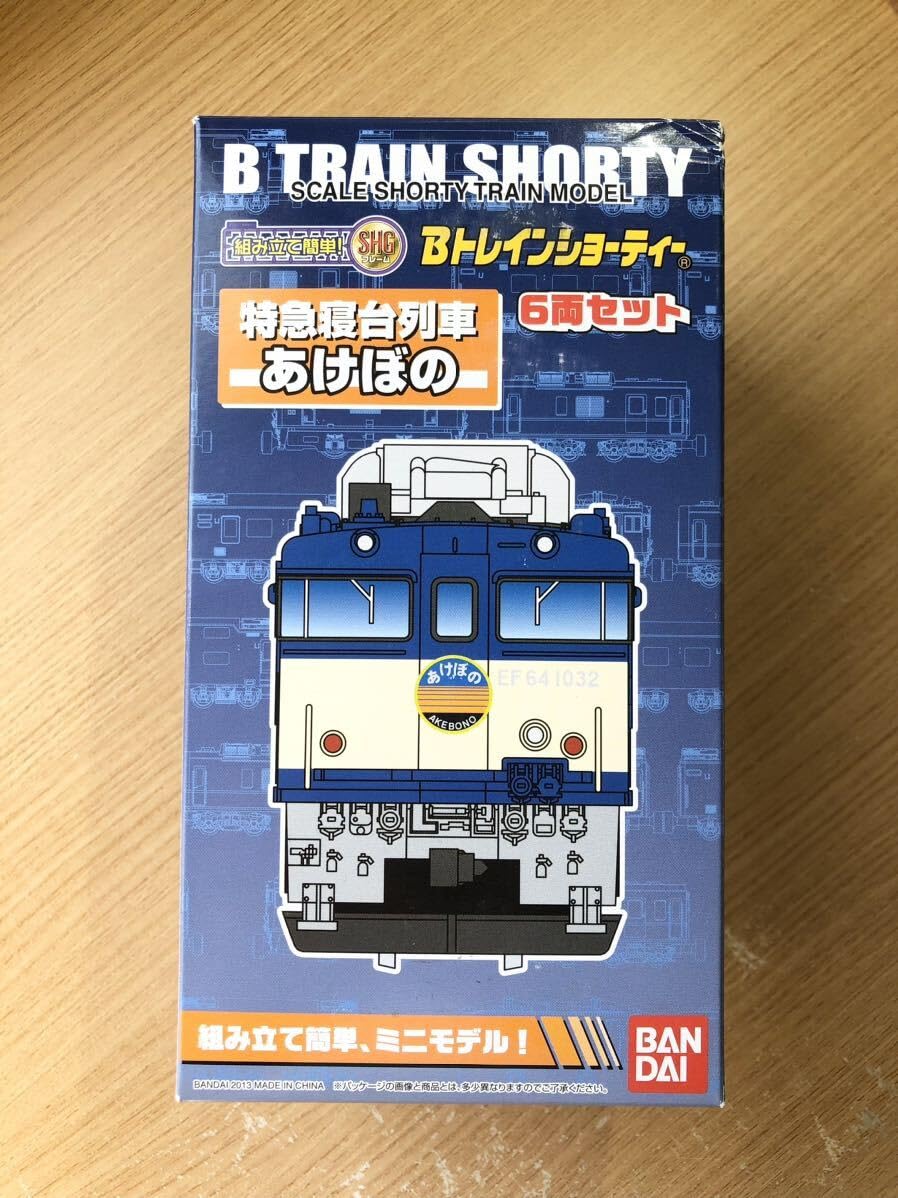 B TRAIN SHORTY
SCALE SHORTY TRAIN MODEL
組み立て簡単!
SHG
フレーム
Bトレインショーティー®
特急寝台列車
あけぼの
6両セット
あけぼの
AKEBONO
EF 64 1032
組み立て簡単、ミニモデル!
BANDAI 2013 MADE IN CHINA ※パッケージの画像と商品とは、多少異なりますのでご了承ください。
BAN
DAI